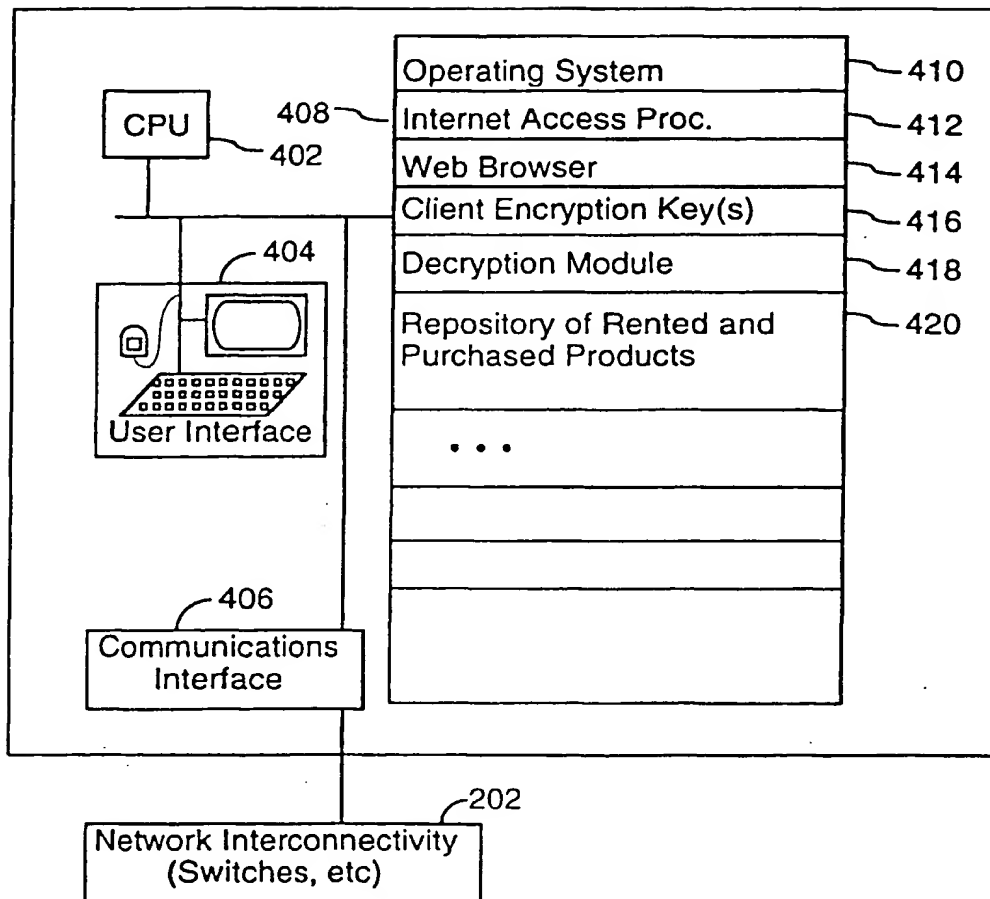 Operating System
410
CPU
408
Internet Access Proc.
412
402
Web Browser
414
Client Encryption Key(s)
416
404
Decryption Module
418
Repository of Rented and
Purchased Products
420
User Interface
• • •
406
Communications
Interface
202
Network Interconnectivity
(Switches, etc)